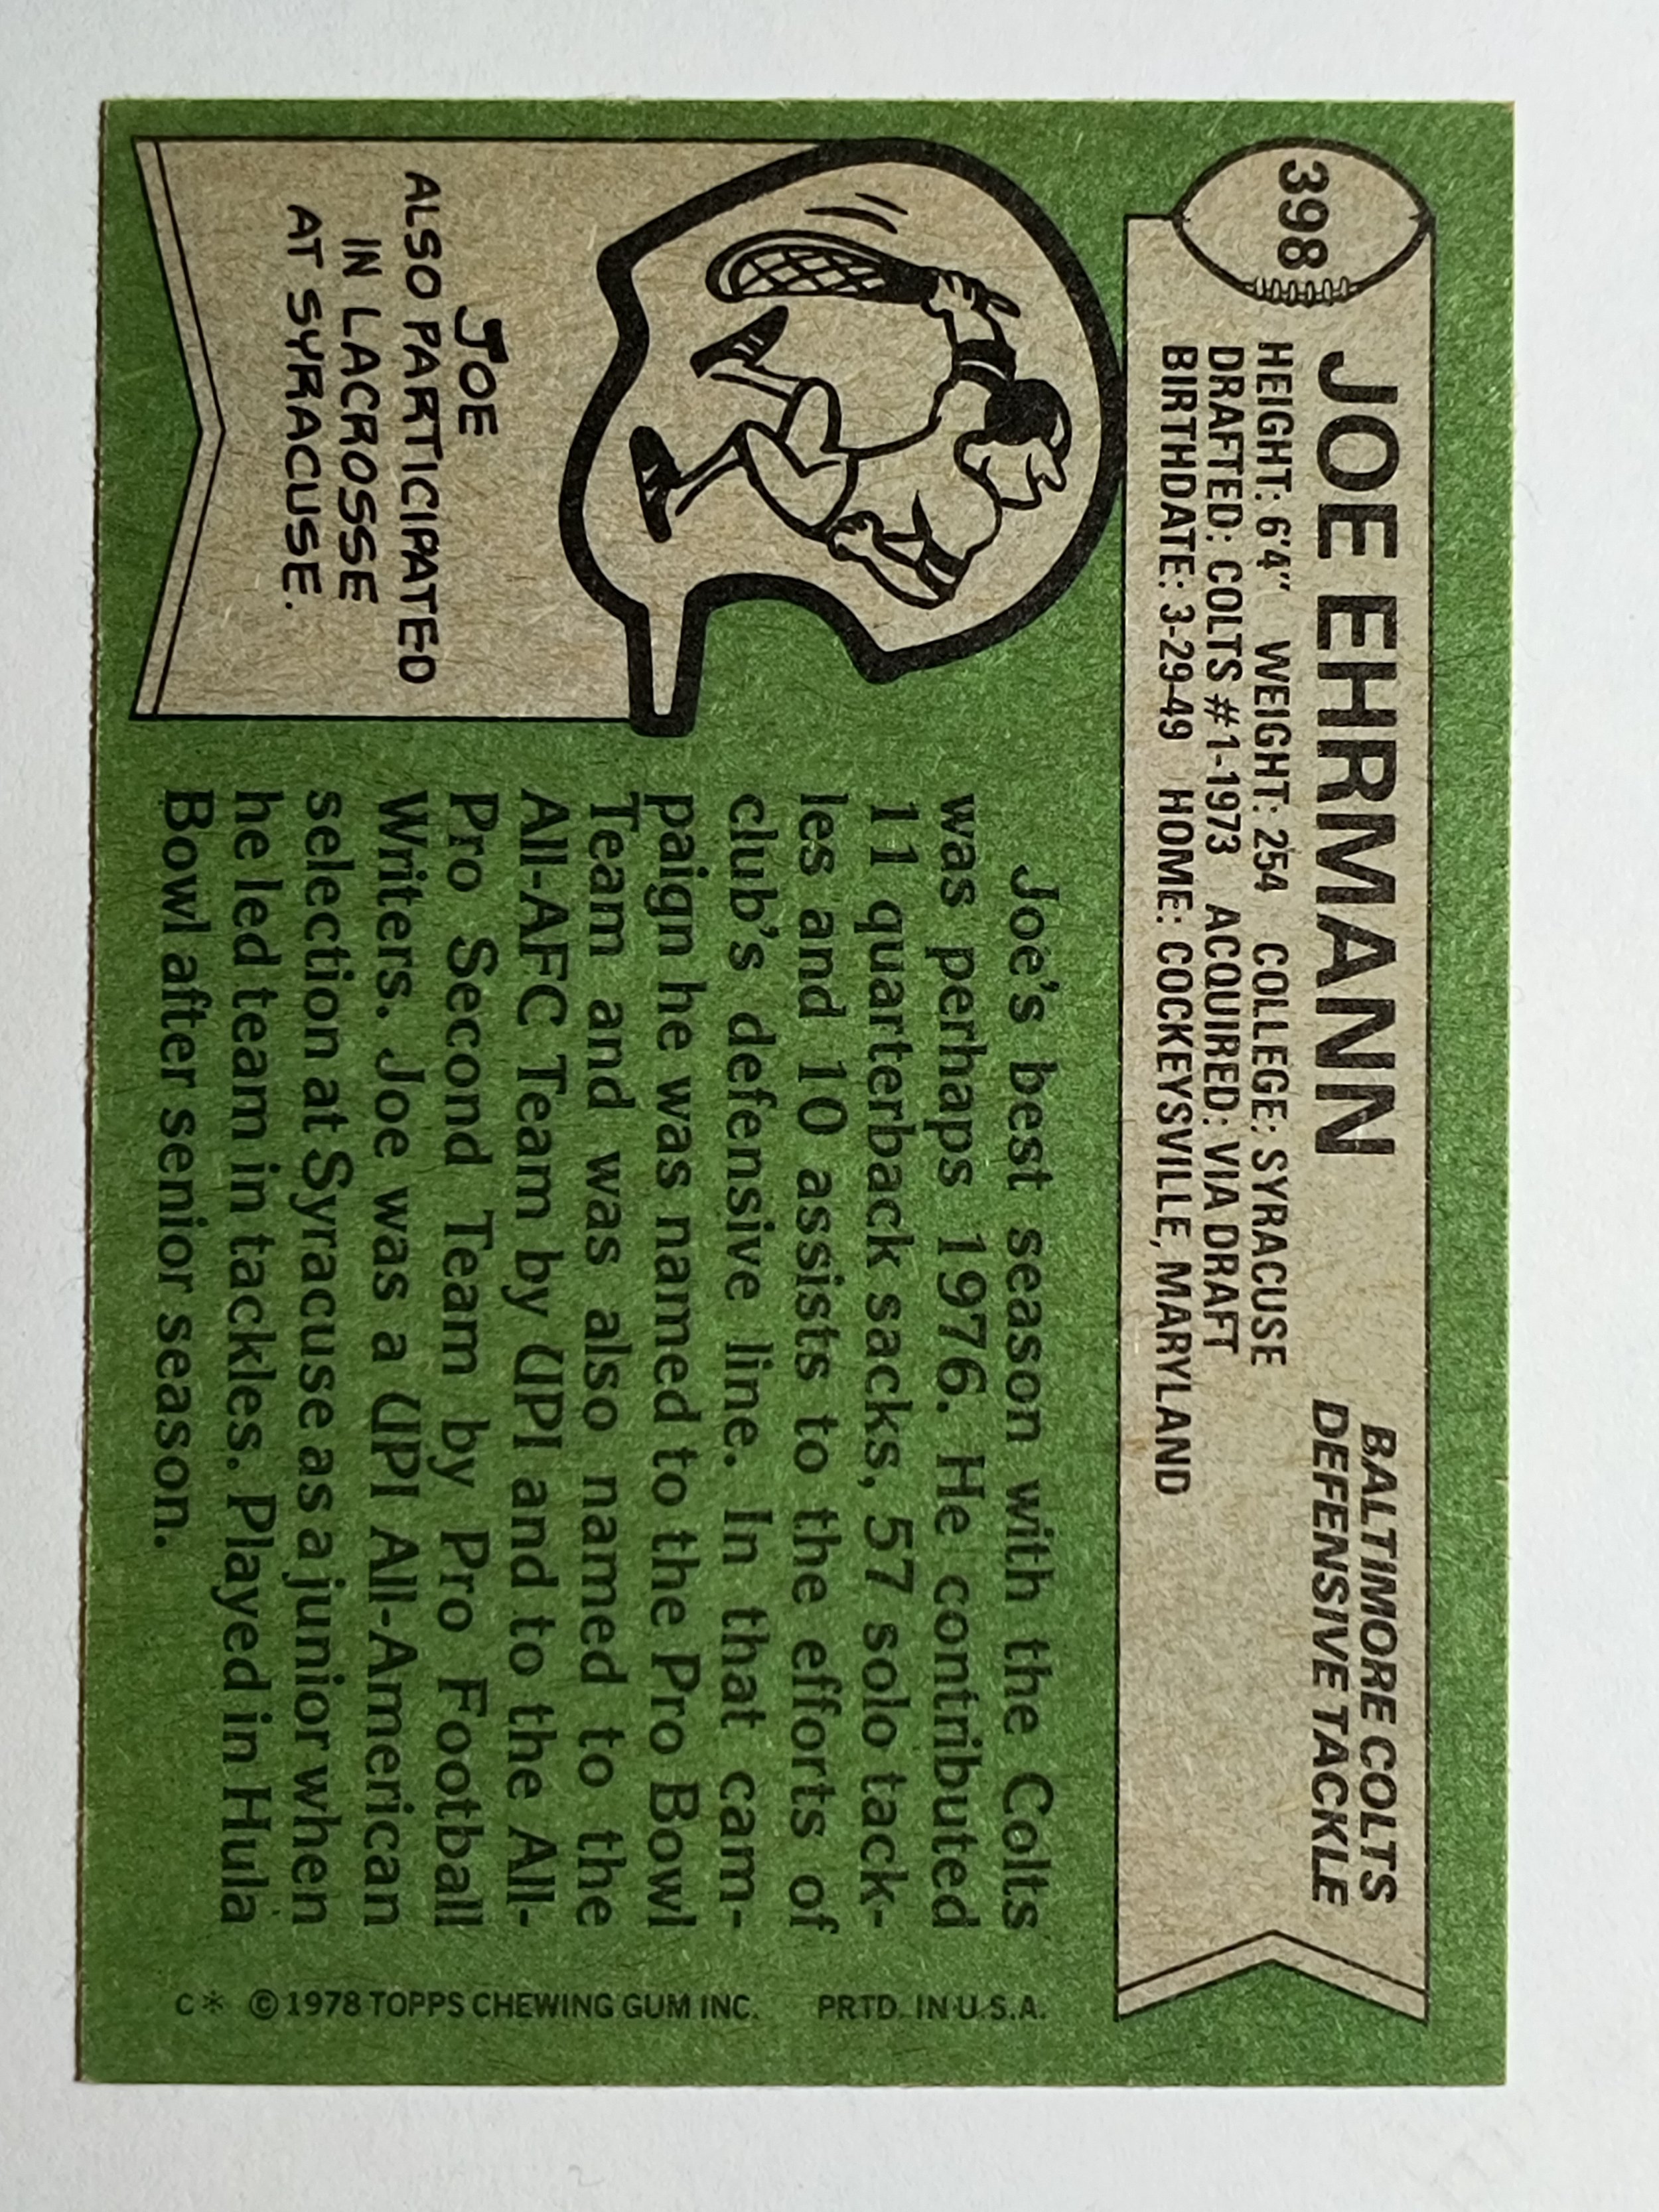 398
JOE EHRMANN
BALTIMORE COLTS
DEFENSIVE TACKLE
HEIGHT: 6'4" WEIGHT: 254 COLLEGE: SYRACUSE
DRAFTED: COLTS #1-1973 ACQUIRED: VIA DRAFT
BIRTHDATE: 3-29-49 HOME: COCKEYSVILLE, MARYLAND
JOE
ALSO PARTICIPATED
IN LACROSSE
AT SYRACUSE.
Joe's best season with the Colts
was perhaps 1976. He contributed
11 quarterback sacks, 57 solo tack-
les and 10 assists to the efforts of
club's defensive line. In that cam-
paign he was named to the Pro Bowl
Team and was also named to the
All-AFC Team by UPI and to the All-
Pro Second Team by Pro Football
Writers. Joe was a UPI All-American
selection at Syracuse as a junior when
he led team in tackles. Played in Hula
Bowl after senior season.
C* © 1978 TOPPS CHEWING GUM INC. PRTD. IN U.S.A.